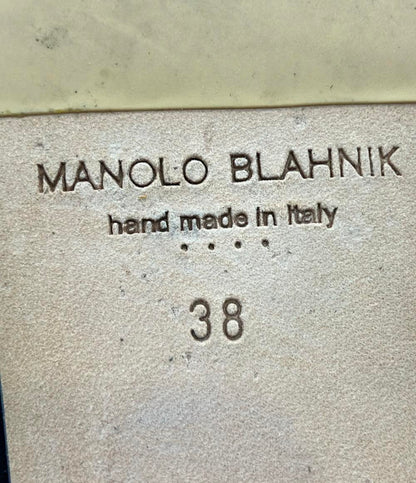 MANOLO BLAHNIK
hand made in Italy
• • • •
38